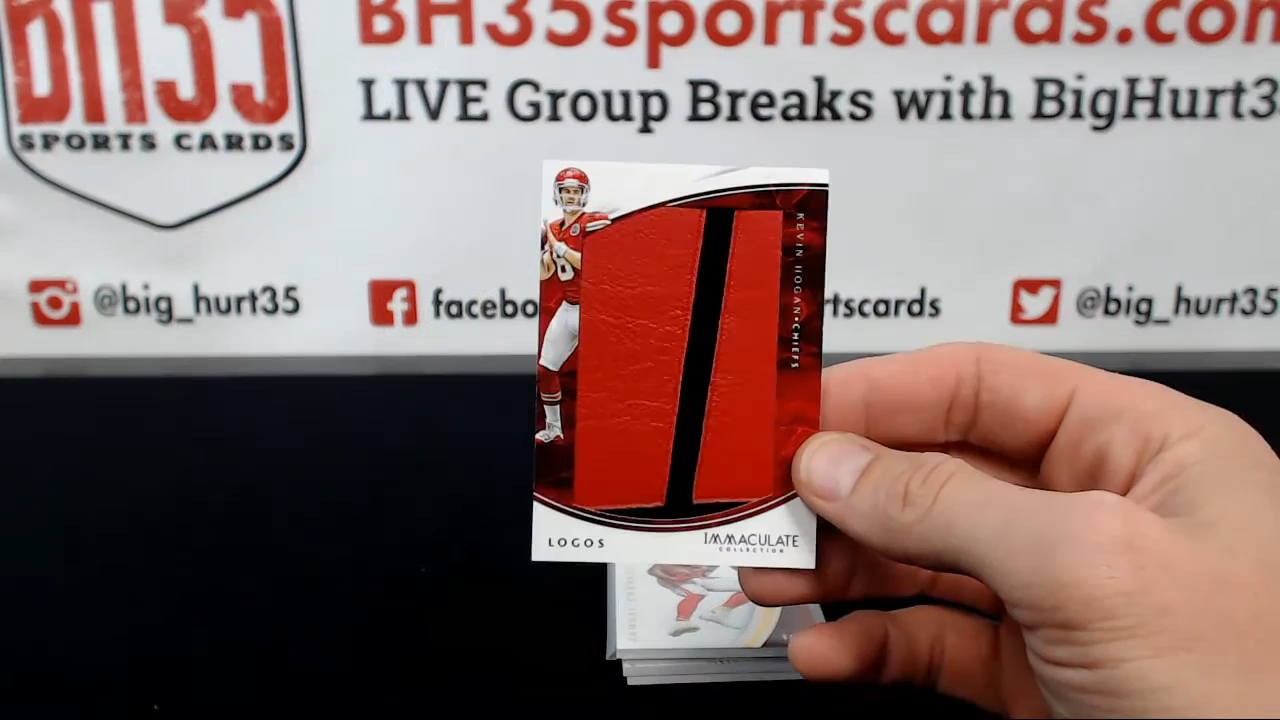 BH35
SPORTS CARDS
BH35sportscards.com
LIVE Group Breaks with BigHurt3
@big_hurt35
facebo
rtscards
@big_hurt35
KEVIN HOGAN•CHIEFS
LOGOS
IMMACULATE
COLLECTION